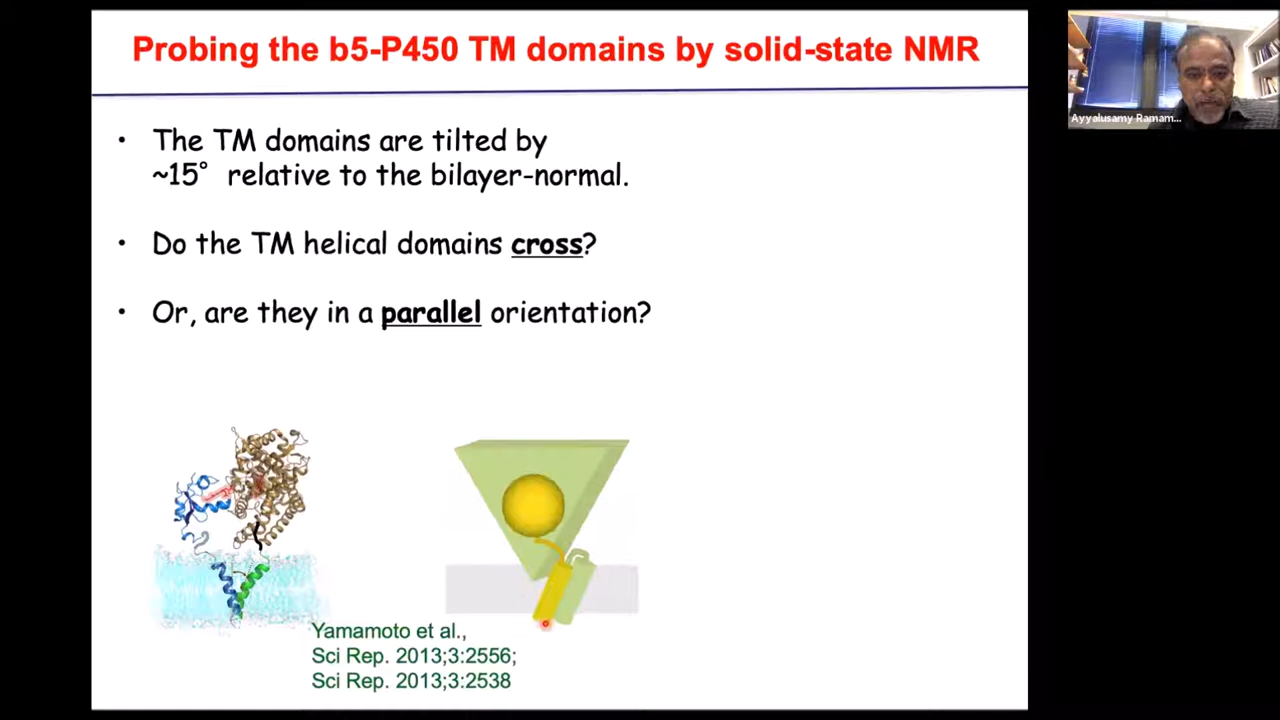 Probing the b5-P450 TM domains by solid-state NMR
• The TM domains are tilted by
~15° relative to the bilayer-normal.
• Do the TM helical domains cross?
• Or, are they in a parallel orientation?
Yamamoto et al.,
Sci Rep. 2013;3:2556;
Sci Rep. 2013;3:2538
Ayyalusamy Ramam...